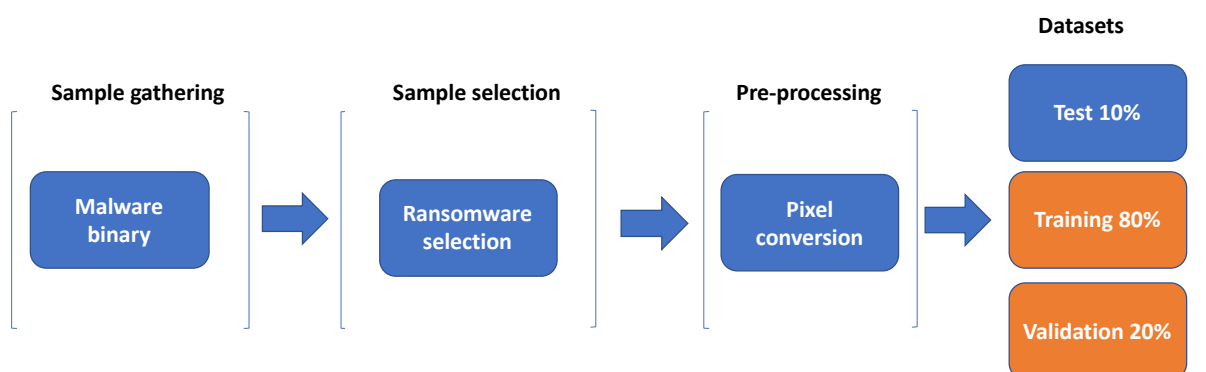 Datasets
Sample gathering
Sample selection
Pre-processing
Malware
binary
Ransomware
selection
Pixel
conversion
Test 10%
Training 80%
Validation 20%